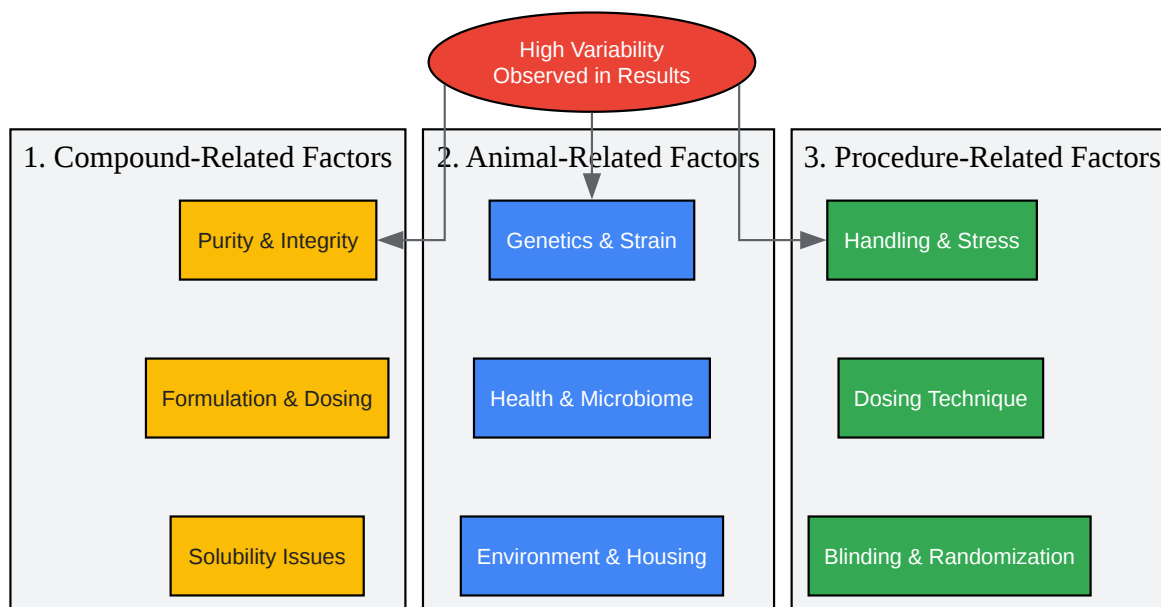 High Variability
Observed in Results
1. Compound-Related Factors
2. Animal-Related Factors
3. Procedure-Related Factors
Purity & Integrity
Genetics & Strain
Handling & Stress
Formulation & Dosing
Health & Microbiome
Dosing Technique
Solubility Issues
Environment & Housing
Blinding & Randomization